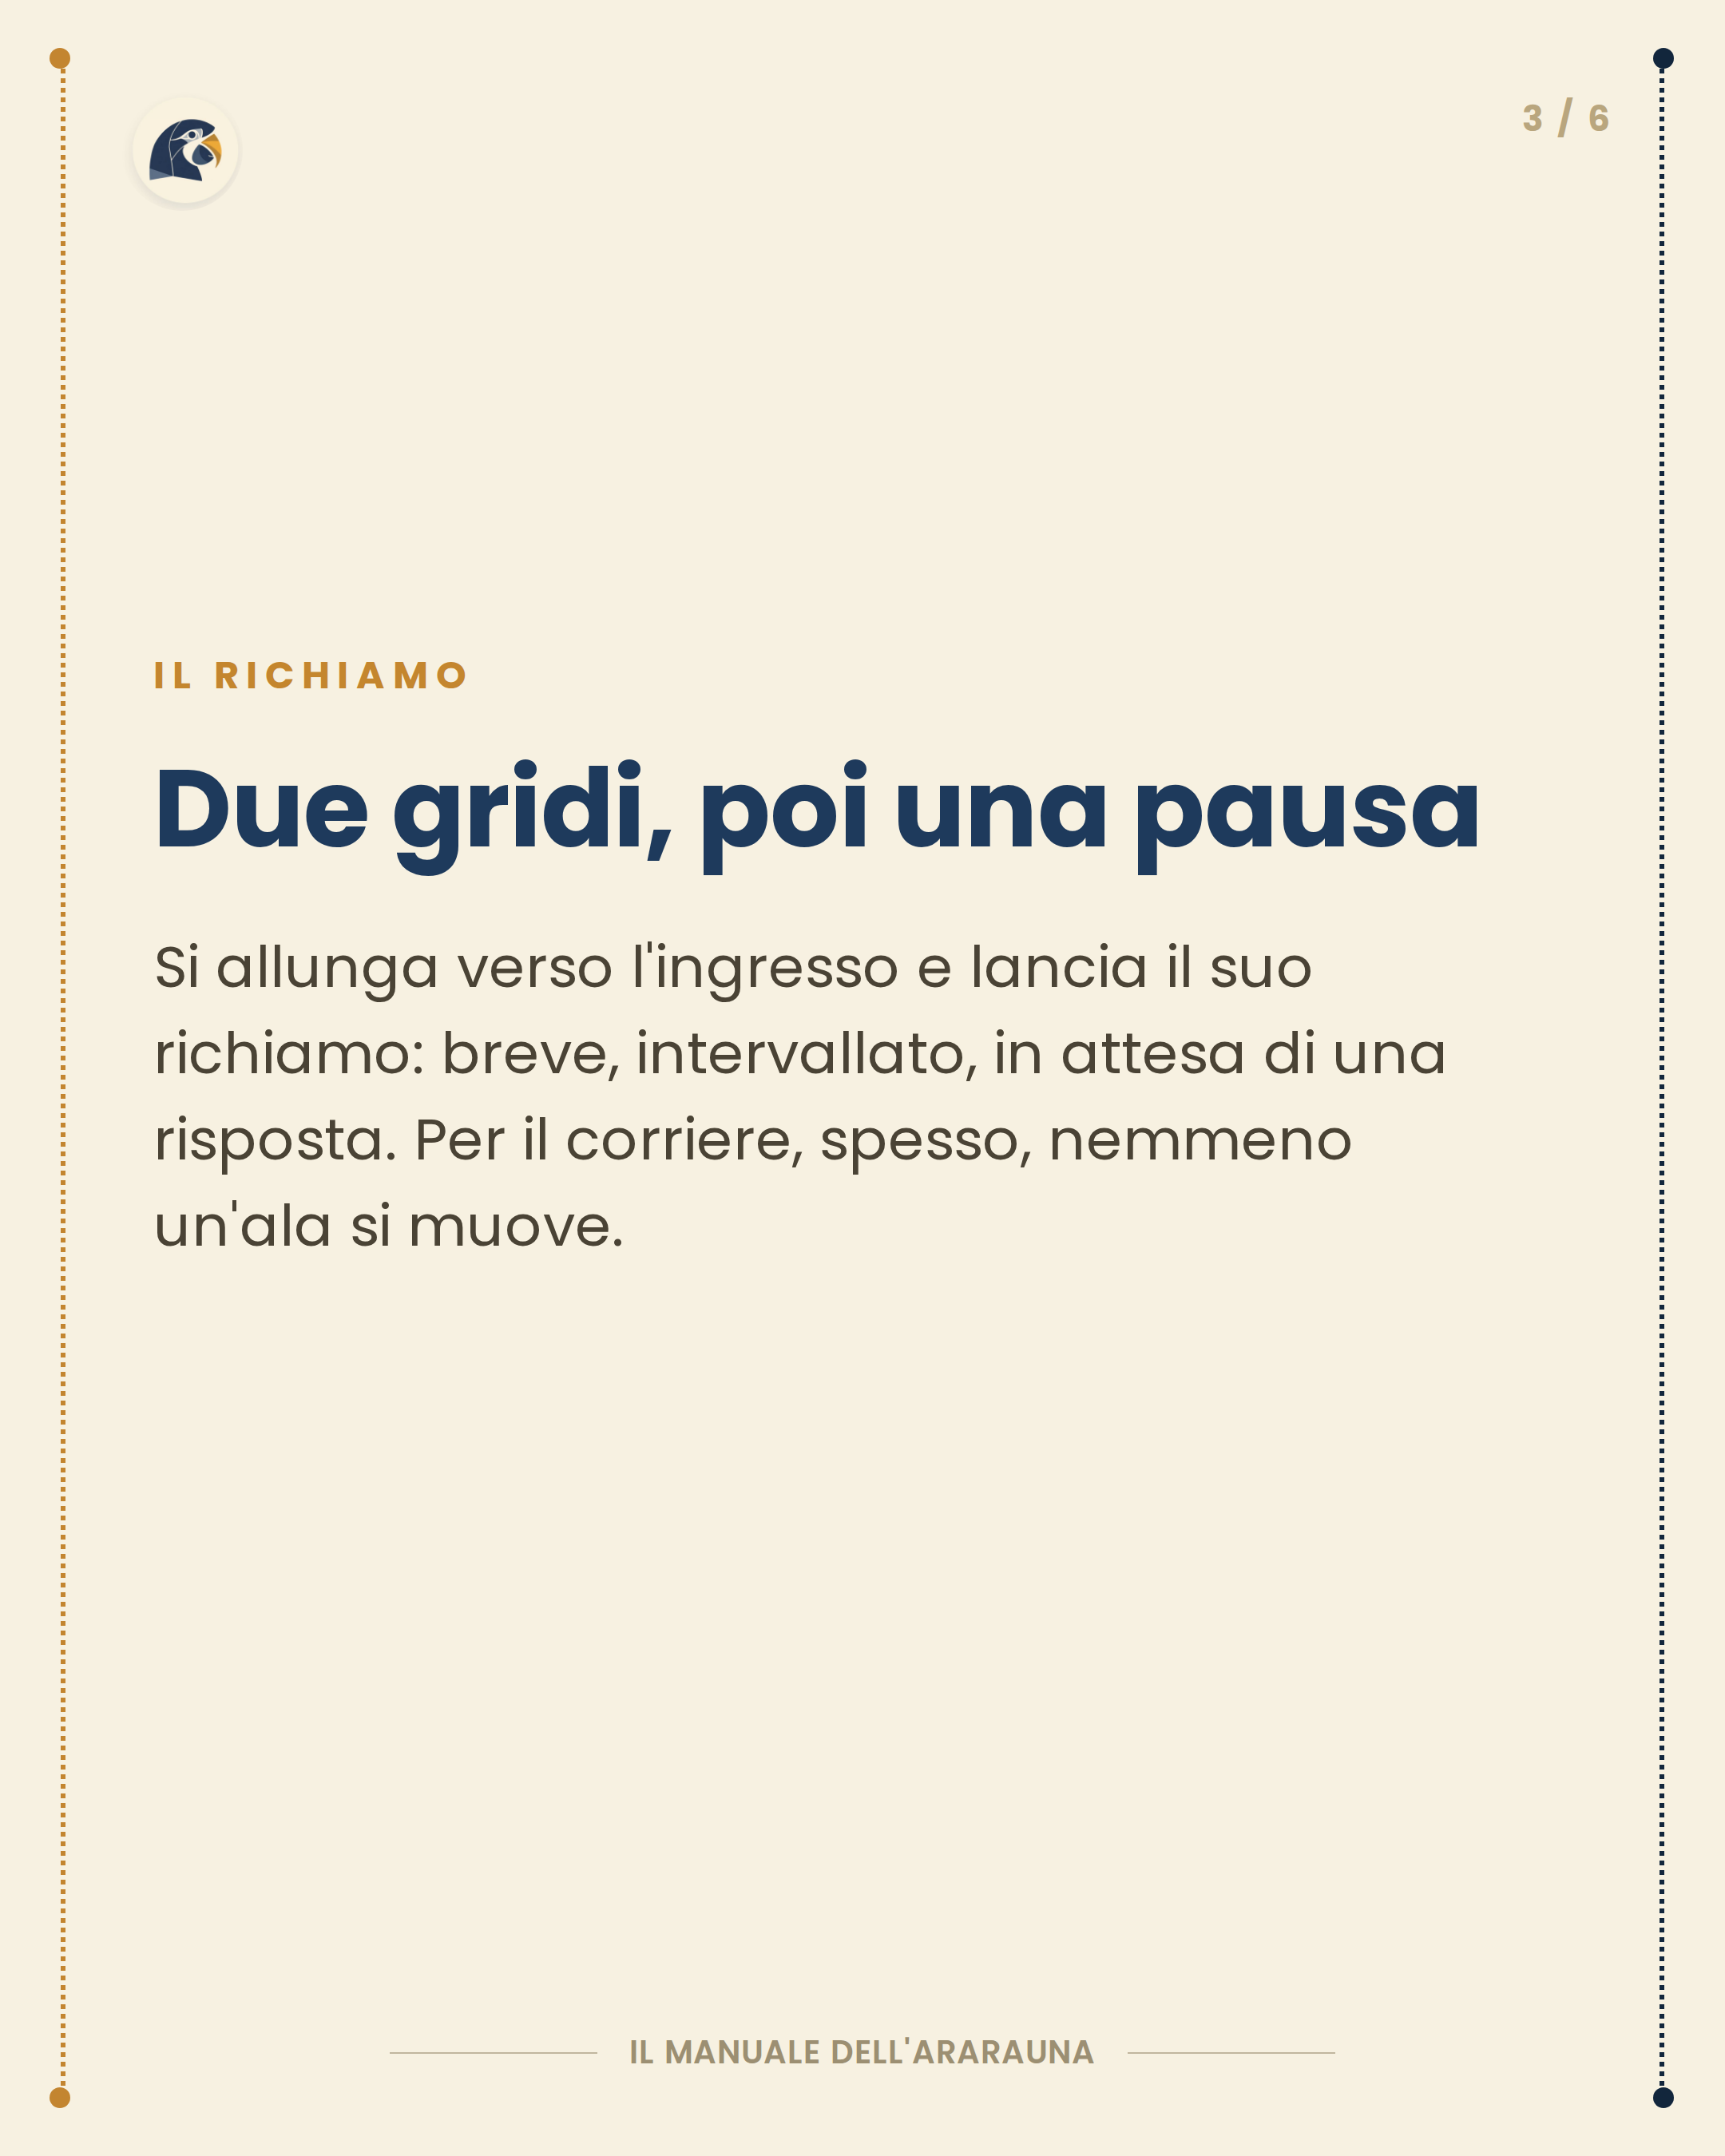 3 / 6
IL RICHIAMO
Due gridi, poi una pausa
Si allunga verso l'ingresso e lancia il suo
richiamo: breve, intervallato, in attesa di una
risposta. Per il corriere, spesso, nemmeno
un'ala si muove.
IL MANUALE DELL'ARARAUNA